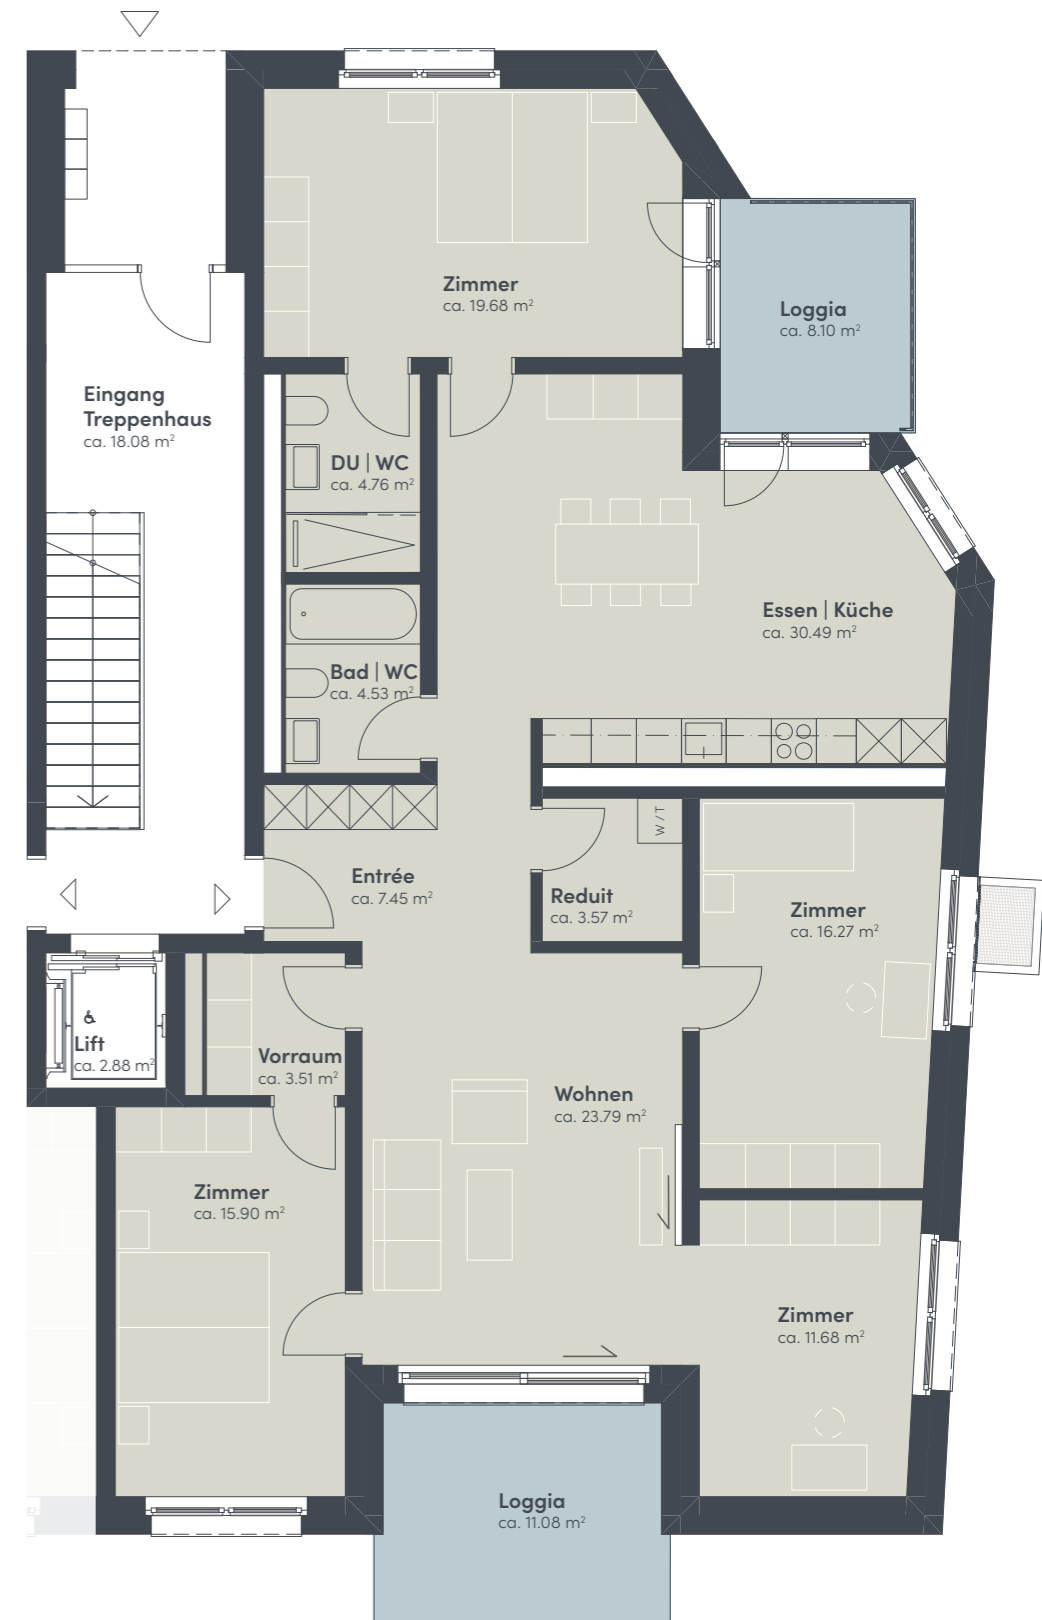 Zimmer
ca. 19.68 m²
Loggia
ca. 8.10 m²
Eingang
Treppenhaus
ca. 18.08 m²
DU | WC
ca. 4.76 m²
Essen | Küche
ca. 30.49 m²
Bad | WC
ca. 4.53 m²
W / T
Entrée
ca. 7.45 m²
Reduit
ca. 3.57 m²
Zimmer
ca. 16.27 m²
Lift
ca. 2.88 m²
Vorraum
ca. 3.51 m²
Wohnen
ca. 23.79 m²
Zimmer
ca. 15.90 m²
Zimmer
ca. 11.68 m²
Loggia
ca. 11.08 m²